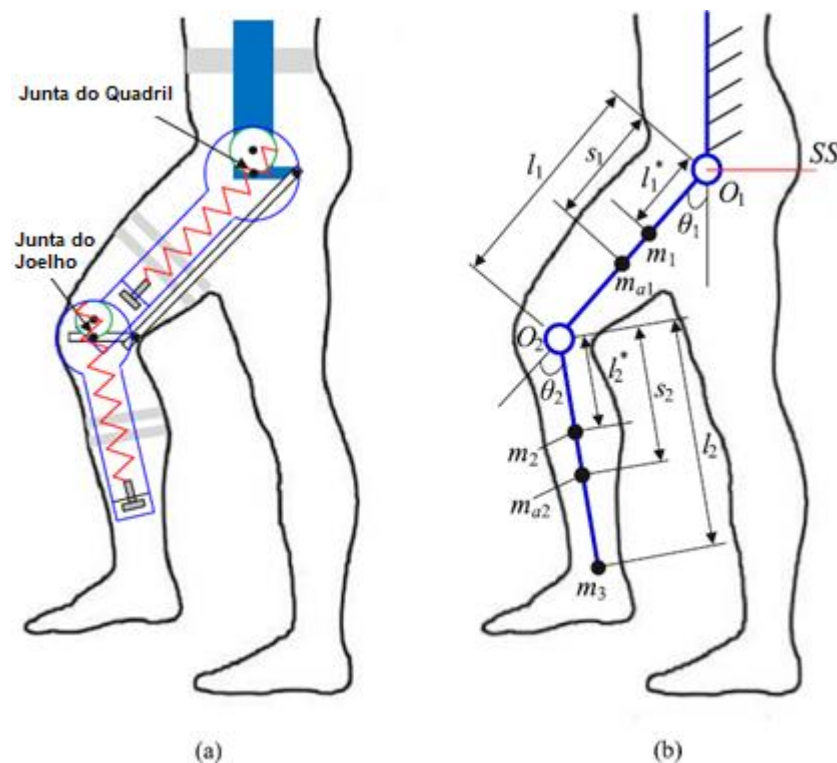 Junta do Quadril
Junta do
Joelho
(a)
l₁
s₁
l₁*
SS
O₁
θ₁
m₁
mₐ₁
O₂
θ₂
l₂*
s₂
l₂
m₂
mₐ₂
m₃
(b)